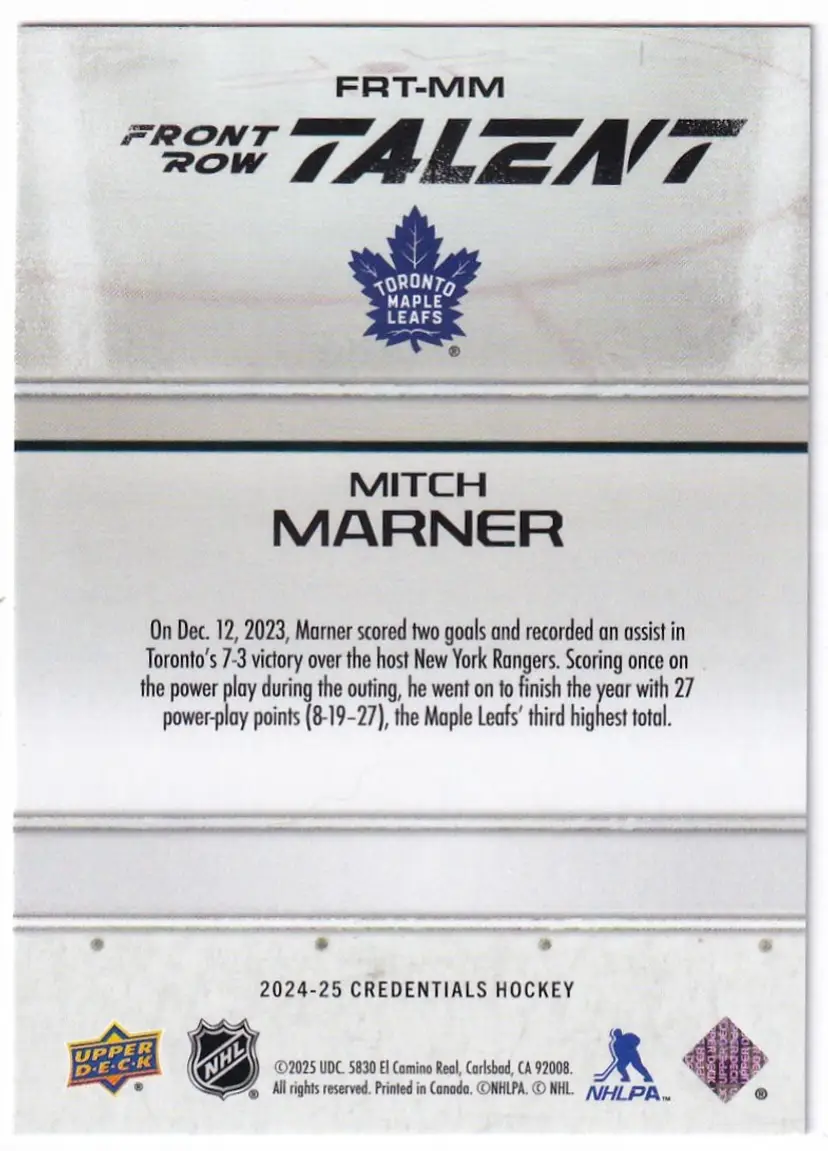 FRT-MM
FRONT
ROW TALENT
TORONTO
MAPLE
LEAFS
®
MITCH
MARNER
On Dec. 12, 2023, Marner scored two goals and recorded an assist in
Toronto's 7-3 victory over the host New York Rangers. Scoring once on
the power play during the outing, he went on to finish the year with 27
power-play points (8-19–27), the Maple Leafs' third highest total.
2024-25 CREDENTIALS HOCKEY
UPPER
D·E·C·K
®
NHL
®
©2025 UDC. 5830 El Camino Real, Carlsbad, CA 92008.
All rights reserved. Printed in Canada. ©NHLPA. © NHL.
NHLPA™
UPPER DECK
®